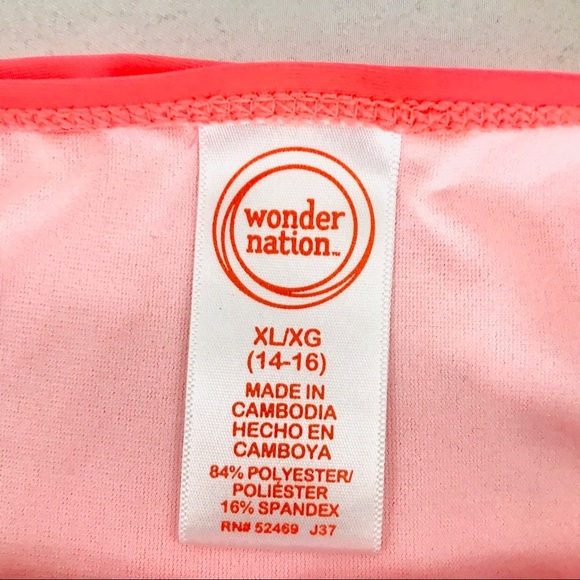 wonder
nation™
XL/XG
(14-16)
MADE IN
CAMBODIA
HECHO EN
CAMBOYA
84% POLYESTER/
POLIÉSTER
16% SPANDEX
RN# 52469 J37